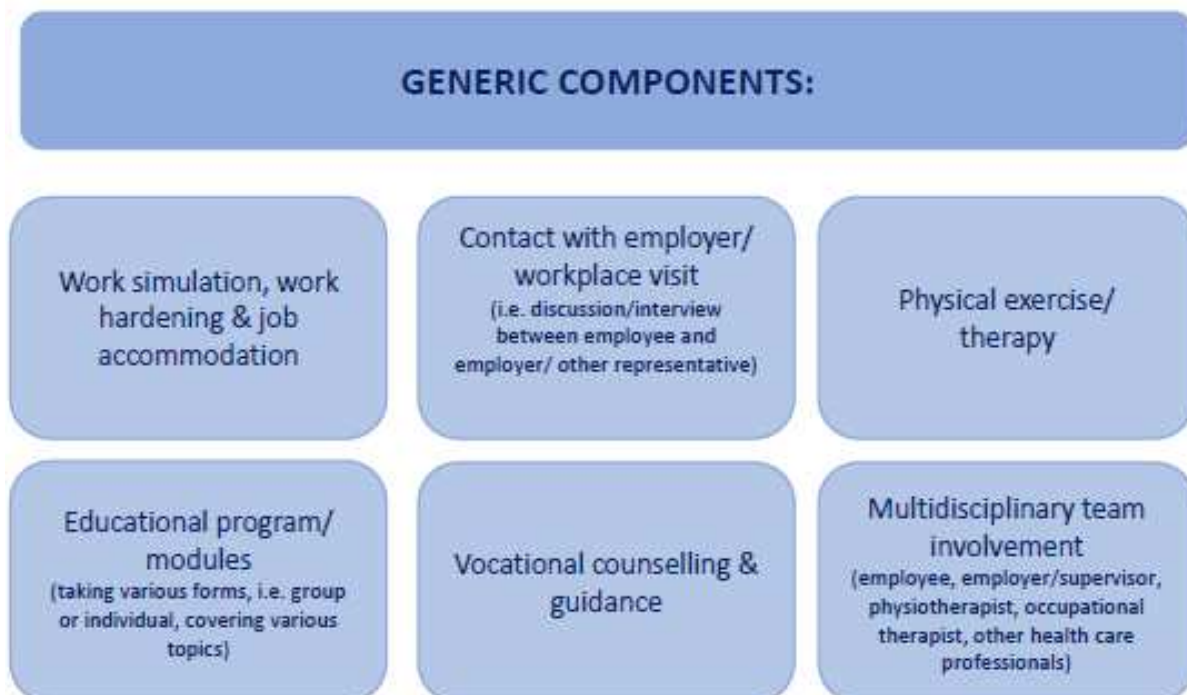 GENERIC COMPONENTS:
Work simulation, work
hardening & job
accommodation
Contact with employer/
workplace visit
(i.e. discussion/interview
between employee and
employer/ other representative)
Physical exercise/
therapy
Educational program/
modules
(taking various forms, i.e. group
or individual, covering various
topics)
Vocational counselling &
guidance
Multidisciplinary team
involvement
(employee, employer/supervisor,
physiotherapist, occupational
therapist, other health care
professionals)